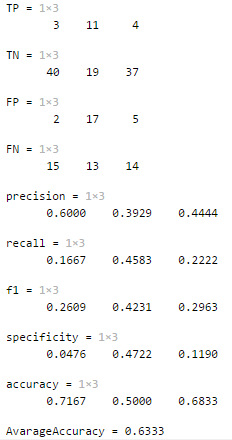 TP = 1×3
3 11 4
TN = 1×3
40 19 37
FP = 1×3
2 17 5
FN = 1×3
15 13 14
precision = 1×3
0.6000 0.3929 0.4444
recall = 1×3
0.1667 0.4583 0.2222
f1 = 1×3
0.2609 0.4231 0.2963
specificity = 1×3
0.0476 0.4722 0.1190
accuracy = 1×3
0.7167 0.5000 0.6833
AvarageAccuracy = 0.6333